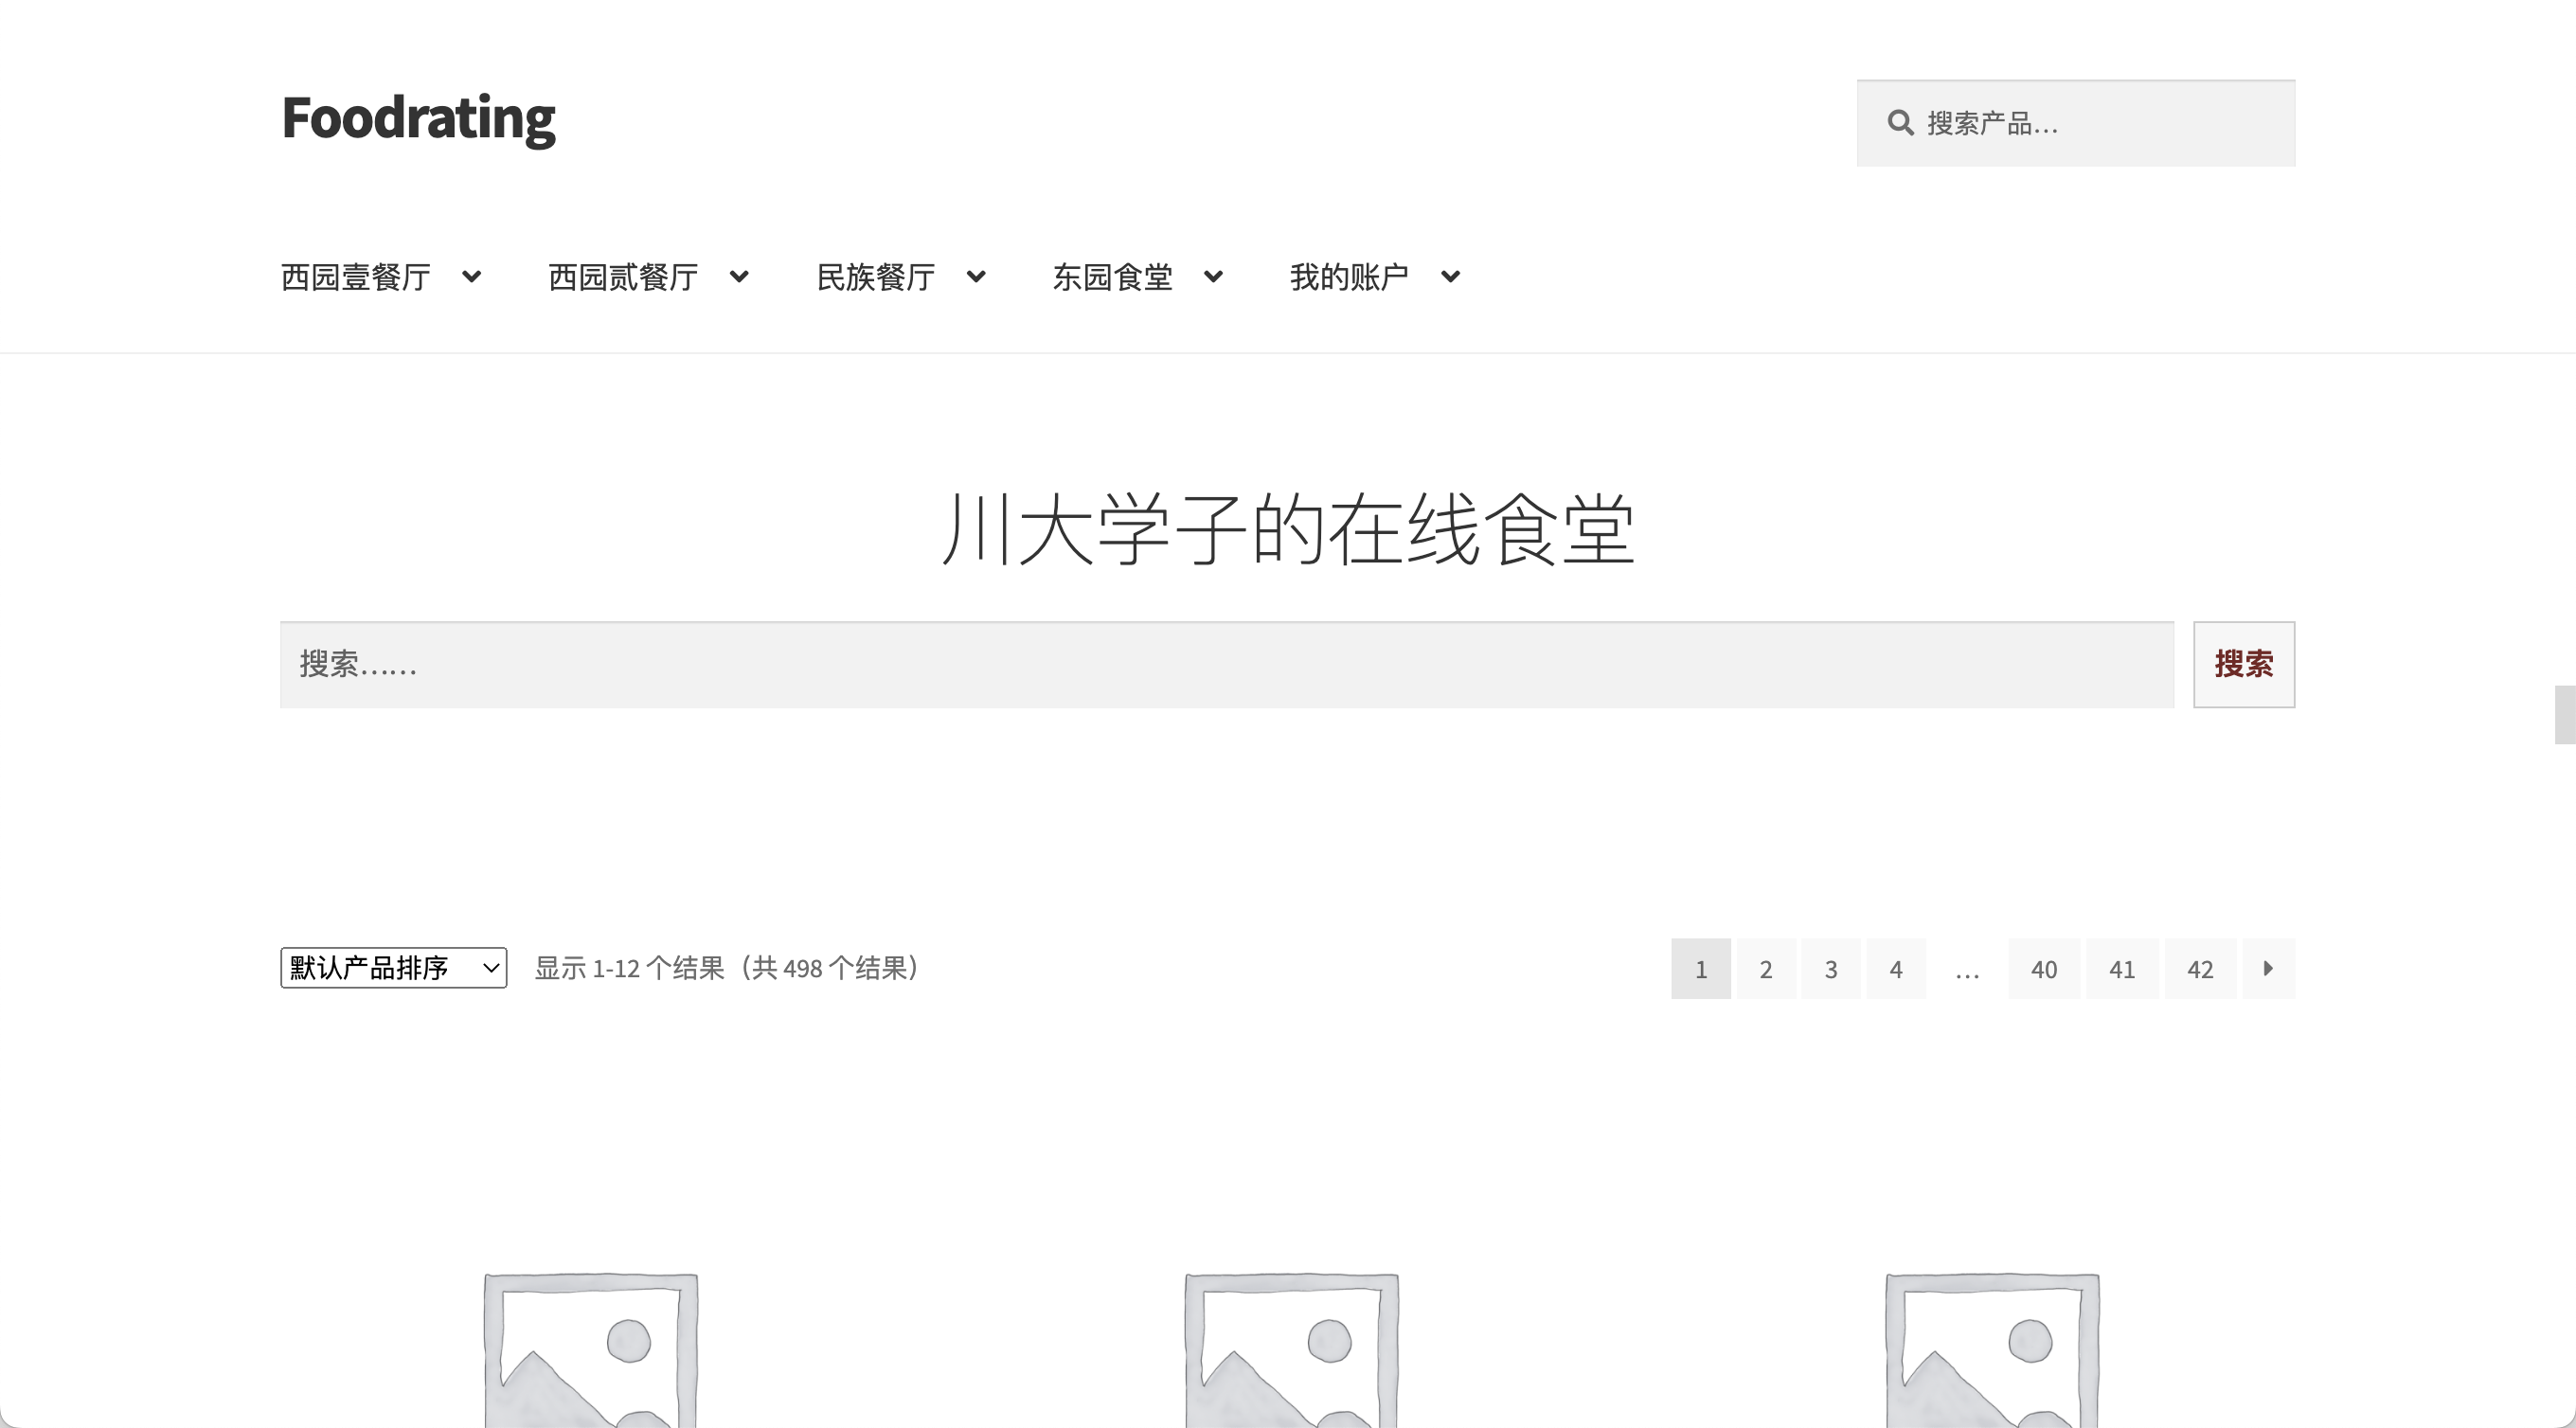 Foodrating
搜索产品…
西园壹餐厅 西园贰餐厅 民族餐厅 东园食堂 我的账户
川大学子的在线食堂
搜索……
搜索
默认产品排序 显示 1-12 个结果（共 498 个结果）
1 2 3 4 … 40 41 42